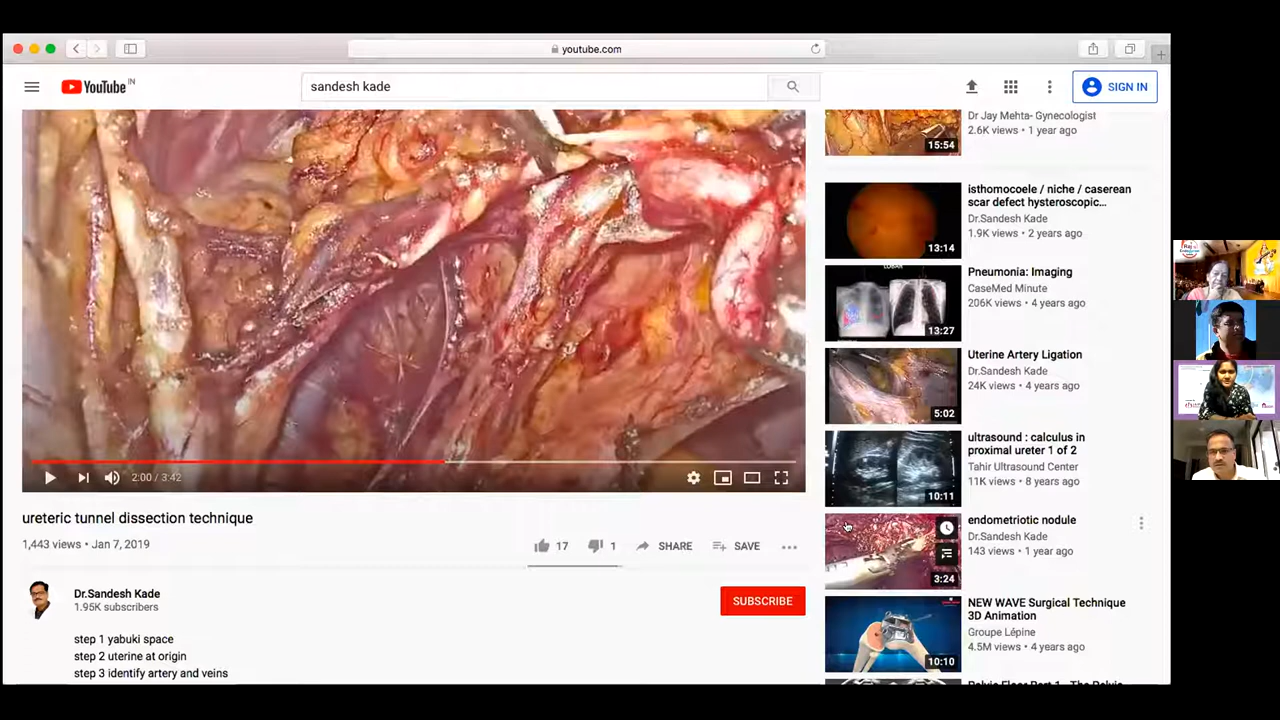 youtube.com
YouTube IN
sandesh kade
SIGN IN
Dr Jay Mehta- Gynecologist
2.6K views • 1 year ago
15:54
isthomocoele / niche / caserean
scar defect hysteroscopic...
Dr.Sandesh Kade
1.9K views • 2 years ago
13:14
Pneumonia: Imaging
CaseMed Minute
206K views • 4 years ago
LOBAR
13:27
Uterine Artery Ligation
Dr.Sandesh Kade
24K views • 4 years ago
5:02
ultrasound : calculus in
proximal ureter 1 of 2
Tahir Ultrasound Center
11K views • 8 years ago
10:11
endometriotic nodule
Dr.Sandesh Kade
143 views • 1 year ago
3:24
NEW WAVE Surgical Technique
3D Animation
Groupe Lépine
4.5M views • 4 years ago
10:10
2:00 / 3:42
ureteric tunnel dissection technique
1,443 views • Jan 7, 2019
17
1
SHARE
SAVE
Dr.Sandesh Kade
1.95K subscribers
SUBSCRIBE
step 1 yabuki space
step 2 uterine at origin
step 3 identify artery and veins